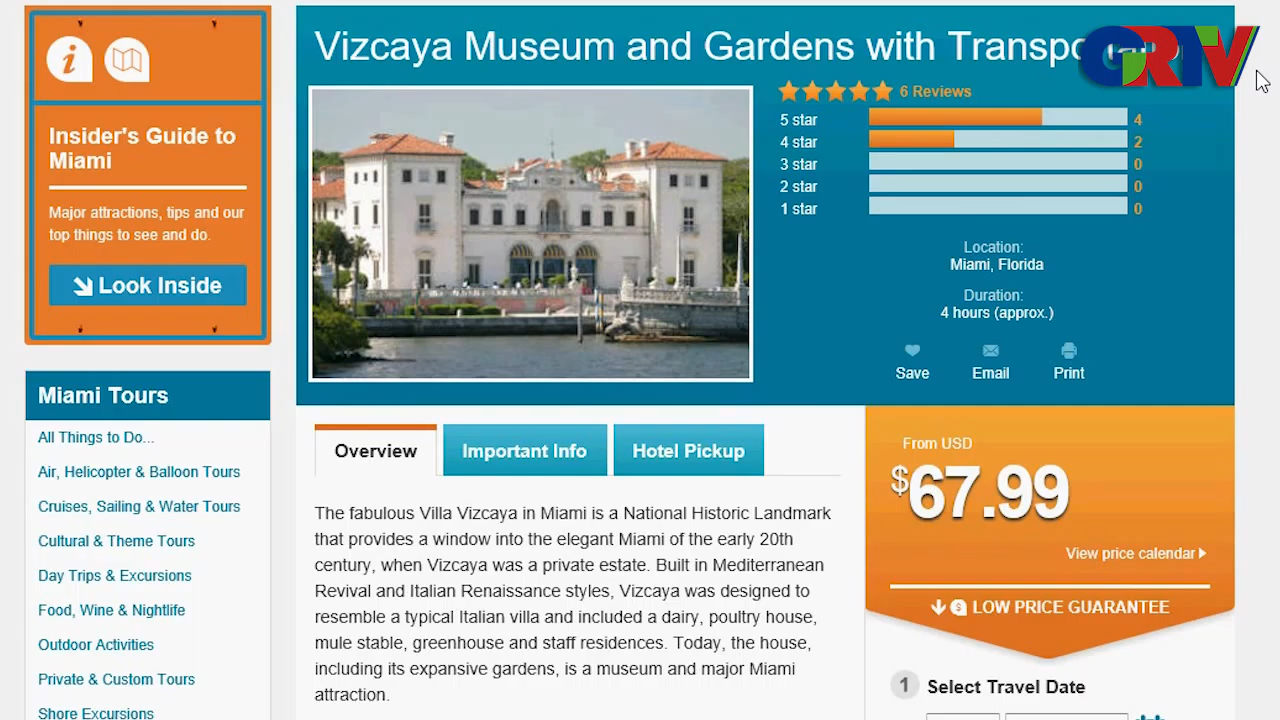 Insider's Guide to
Miami
Major attractions, tips and our
top things to see and do.
Look Inside
Miami Tours
All Things to Do...
Air, Helicopter & Balloon Tours
Cruises, Sailing & Water Tours
Cultural & Theme Tours
Day Trips & Excursions
Food, Wine & Nightlife
Outdoor Activities
Private & Custom Tours
Shore Excursions
Vizcaya Museum and Gardens with
GRTV
6 Reviews
5 star 4
4 star 2
3 star 0
2 star 0
1 star 0
Location:
Miami, Florida
Duration:
4 hours (approx.)
Save Email Print
Overview Important Info Hotel Pickup
The fabulous Villa Vizcaya in Miami is a National Historic Landmark
that provides a window into the elegant Miami of the early 20th
century, when Vizcaya was a private estate. Built in Mediterranean
Revival and Italian Renaissance styles, Vizcaya was designed to
resemble a typical Italian villa and included a dairy, poultry house,
mule stable, greenhouse and staff residences. Today, the house,
including its expansive gardens, is a museum and major Miami
attraction.
From USD
$67.99
View price calendar
LOW PRICE GUARANTEE
1 Select Travel Date